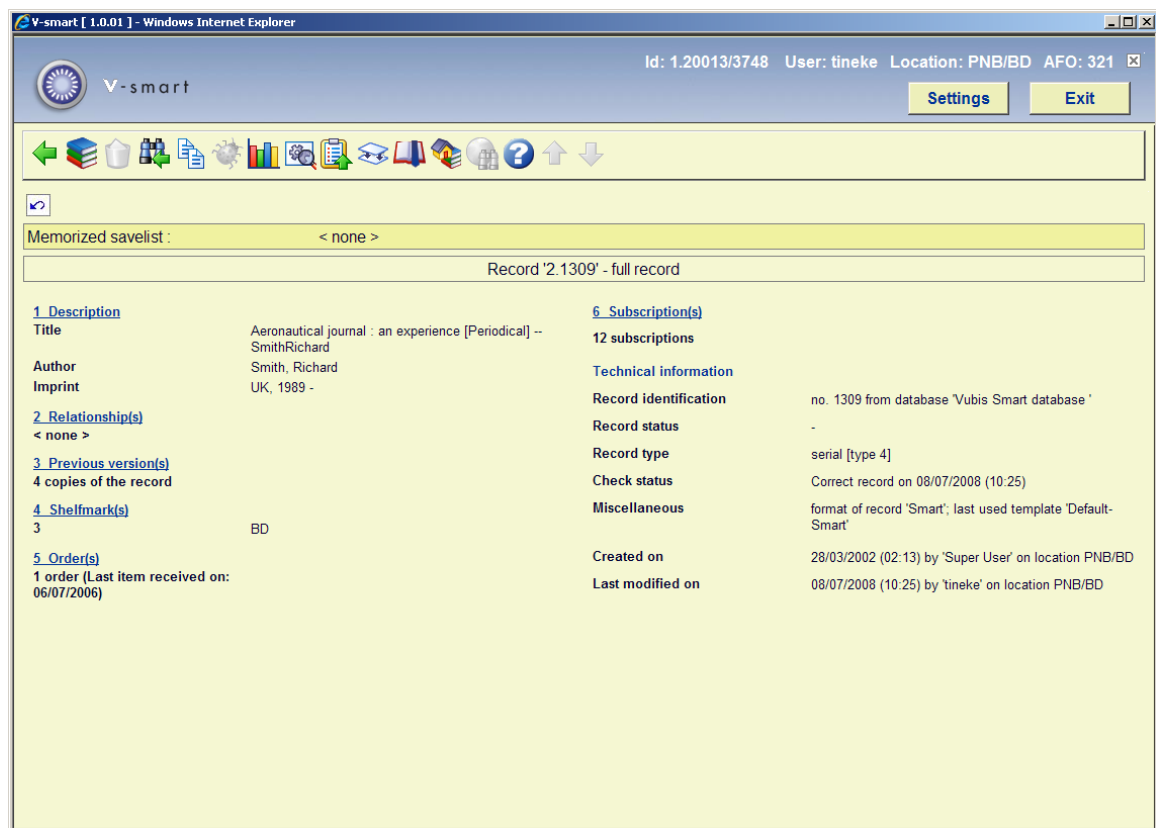 V-smart [ 1.0.01 ] - Windows Internet Explorer
Id: 1.20013/3748 User: tineke Location: PNB/BD AFO: 321
V-smart
Settings Exit
Memorized savelist : < none >
Record '2.1309' - full record
1 Description
Title Aeronautical journal : an experience [Periodical] --
SmithRichard
Author Smith, Richard
Imprint UK, 1989 -
2 Relationship(s)
< none >
3 Previous version(s)
4 copies of the record
4 Shelfmark(s)
3 BD
5 Order(s)
1 order (Last item received on:
06/07/2006)
6 Subscription(s)
12 subscriptions
Technical information
Record identification no. 1309 from database 'Vubis Smart database '
Record status -
Record type serial [type 4]
Check status Correct record on 08/07/2008 (10:25)
Miscellaneous format of record 'Smart'; last used template 'Default-
Smart'
Created on 28/03/2002 (02:13) by 'Super User' on location PNB/BD
Last modified on 08/07/2008 (10:25) by 'tineke' on location PNB/BD